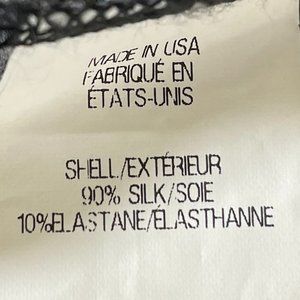 MADE IN USA
FABRIQUÉ EN
ÉTATS-UNIS
SHELL/EXTÉRIEUR
90% SILK/SOIE
10%ELASTANE/ÉLASTHANNE